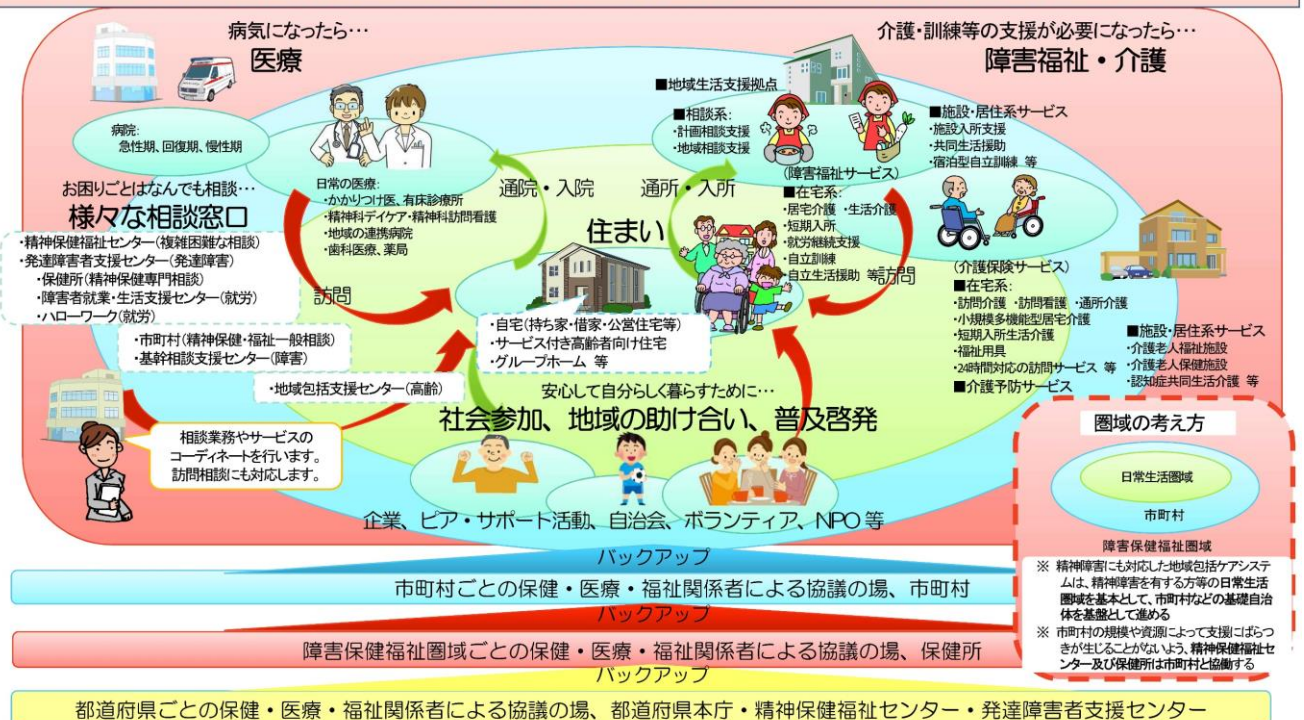 病気になったら…
医療
介護・訓練等の支援が必要になったら…
障害福祉・介護
病院:
急性期、回復期、慢性期
日常の医療:
・かかりつけ医、有床診療所
・精神科デイケア・精神科訪問看護
・地域の連携病院
・歯科医療、薬局
お困りごとはなんでも相談…
様々な相談窓口
・精神保健福祉センター(複雑困難な相談)
・発達障害者支援センター(発達障害)
・保健所(精神保健専門相談)
・障害者就業・生活支援センター(就労)
・ハローワーク(就労)
・市町村(精神保健・福祉一般相談)
・基幹相談支援センター(障害)
・地域包括支援センター(高齢)
訪問
通院・入院
通所・入所
住まい
・自宅(持ち家・借家・公営住宅等)
・サービス付き高齢者向け住宅
・グループホーム 等
■地域生活支援拠点
■相談系:
・計画相談支援
・地域相談支援
■施設・居住系サービス
・施設入所支援
・共同生活援助
・宿泊型自立訓練 等
(障害福祉サービス)
■在宅系:
・居宅介護 ・生活介護
・短期入所
・就労継続支援
・自立訓練
・自立生活援助 等
訪問
(介護保険サービス)
■在宅系:
・訪問介護 ・訪問看護 ・通所介護
・小規模多機能型居宅介護
・短期入所生活介護
・福祉用具
・24時間対応の訪問サービス 等
■介護予防サービス
■施設・居住系サービス
・介護老人福祉施設
・介護老人保健施設
・認知症共同生活介護 等
安心して自分らしく暮らすために…
社会参加、地域の助け合い、普及啓発
企業、ピア・サポート活動、自治会、ボランティア、NPO 等
相談業務やサービスの
コーディネートを行います。
訪問相談にも対応します。
圏域の考え方
日常生活圏域
市町村
障害保健福祉圏域
※ 精神障害にも対応した地域包括ケアシステ
ムは、精神障害を有する方等の日常生活
圏域を基本として、市町村などの基礎自治
体を基盤として進める
※ 市町村の規模や資源によって支援にばらつ
きが生じることがないよう、精神保健福祉セ
ンター及び保健所は市町村と協働する
バックアップ
市町村ごとの保健・医療・福祉関係者による協議の場、市町村
バックアップ
障害保健福祉圏域ごとの保健・医療・福祉関係者による協議の場、保健所
バックアップ
都道府県ごとの保健・医療・福祉関係者による協議の場、都道府県本庁・精神保健福祉センター・発達障害者支援センター